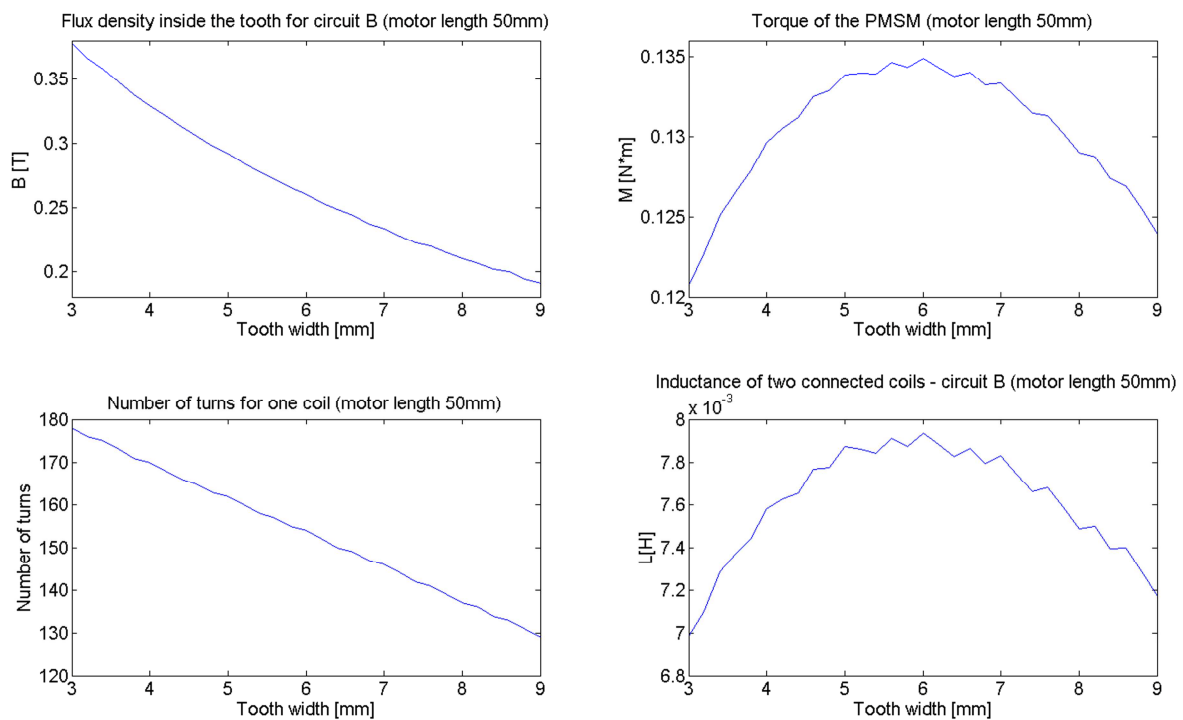 Flux density inside the tooth for circuit B (motor length 50mm)
B [T]
0.35
0.3
0.25
0.2
3 4 5 6 7 8 9
Tooth width [mm]
Torque of the PMSM (motor length 50mm)
M [N*m]
0.135
0.13
0.125
0.12
3 4 5 6 7 8 9
Tooth width [mm]
Number of turns for one coil (motor length 50mm)
Number of turns
180
170
160
150
140
130
120
3 4 5 6 7 8 9
Tooth width [mm]
Inductance of two connected coils - circuit B (motor length 50mm)
x 10-3
L[H]
8
7.8
7.6
7.4
7.2
7
6.8
3 4 5 6 7 8 9
Tooth width [mm]